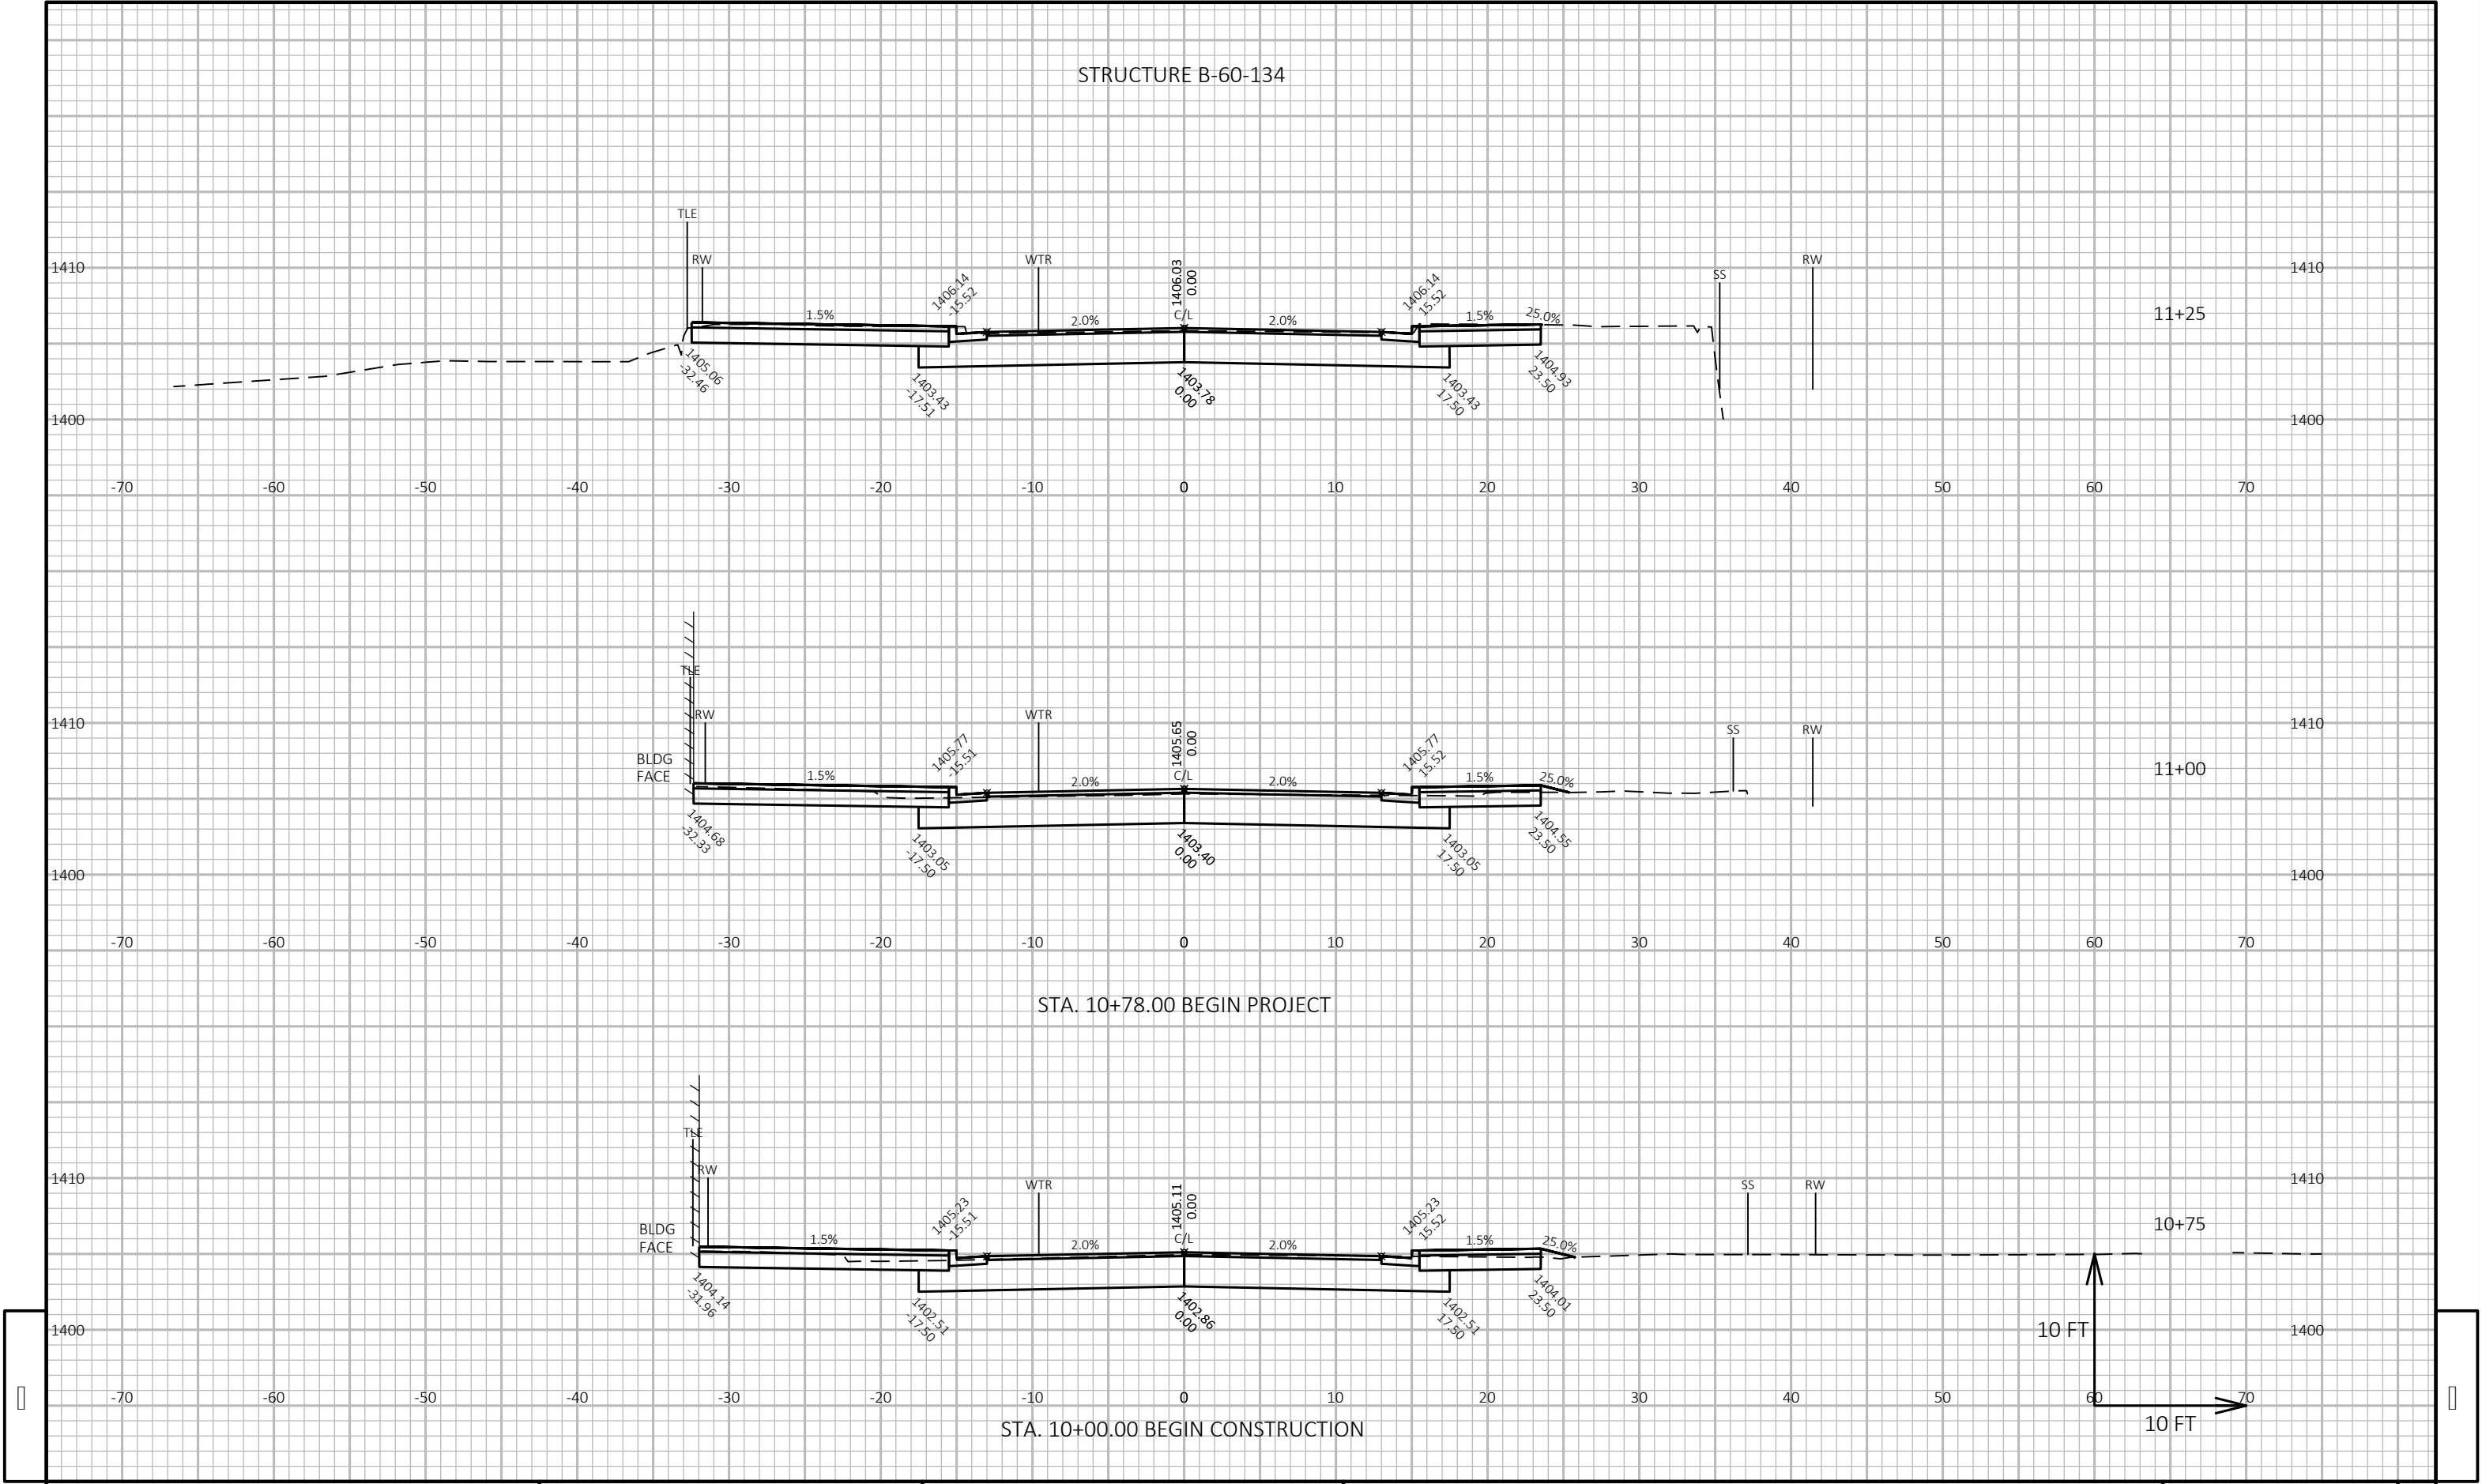 STRUCTURE B-60-134
TLE
RW
WTR
1406.03
0.00
C/L
SS
RW
1410
1410
1406.14
-15.52
1406.14
15.52
11+25
1.5%
2.0%
2.0%
1.5%
25.0%
1405.06
-32.46
1403.43
-17.51
1403.78
0.00
1403.43
17.50
1404.93
23.50
1400
1400
-70 -60 -50 -40 -30 -20 -10 0 10 20 30 40 50 60 70
TLE
RW
WTR
1405.65
0.00
C/L
SS
RW
1410
1410
1405.77
-15.51
1405.77
15.52
BLDG
FACE
11+00
1.5%
2.0%
2.0%
1.5%
25.0%
1404.68
-32.33
1403.05
-17.50
1403.40
0.00
1403.05
17.50
1404.55
23.50
1400
1400
-70 -60 -50 -40 -30 -20 -10 0 10 20 30 40 50 60 70
STA. 10+78.00 BEGIN PROJECT
TLE
RW
WTR
1405.11
0.00
C/L
SS
RW
1410
1410
1405.23
-15.51
1405.23
15.52
BLDG
FACE
10+75
1.5%
2.0%
2.0%
1.5%
25.0%
1404.14
-31.96
1402.51
-17.50
1402.86
0.00
1402.51
17.50
1404.01
23.50
1400
1400
10 FT
-70 -60 -50 -40 -30 -20 -10 0 10 20 30 40 50 60 70
10 FT
STA. 10+00.00 BEGIN CONSTRUCTION